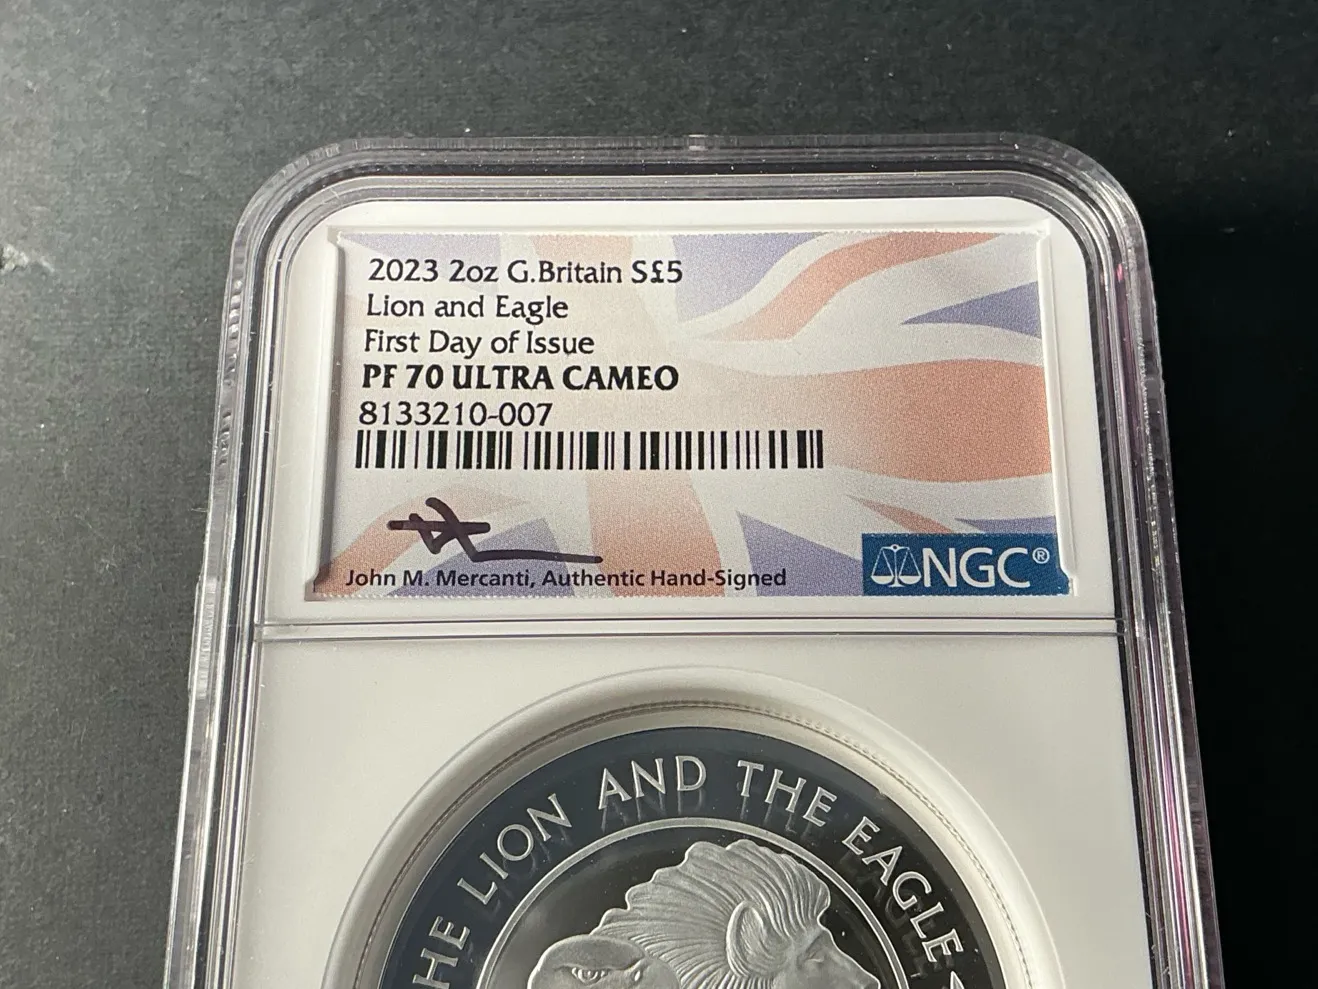 2023 2oz G.Britain S£5
Lion and Eagle
First Day of Issue
PF 70 ULTRA CAMEO
8133210-007
John M. Mercanti, Authentic Hand-Signed
NGC®
HE LION AND THE EAGLE